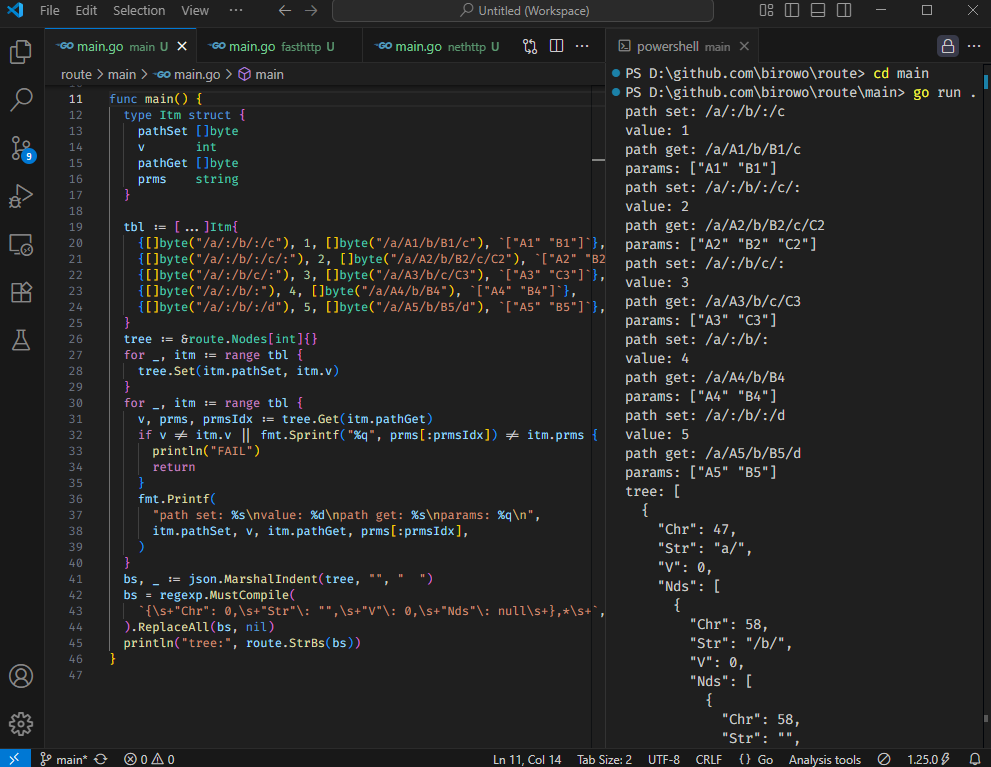 File Edit Selection View ··· ← → Untitled (Workspace)
main.go main U ×
main.go fasthttp U
main.go nethttp U
···
powershell main ×
···
route > main > main.go > main
11 func main() {
12 type Itm struct {
13 pathSet []byte
14 v int
15 pathGet []byte
16 prms string
17 }
18
19 tbl := [...]Itm{
20 {[]byte("/a/:/b/:/c"), 1, []byte("/a/A1/b/B1/c"), `["A1" "B1"]`},
21 {[]byte("/a/:/b/:/c/:"), 2, []byte("/a/A2/b/B2/c/C2"), `["A2" "B2
22 {[]byte("/a/:/b/c/:"), 3, []byte("/a/A3/b/c/C3"), `["A3" "C3"]`},
23 {[]byte("/a/:/b/:"), 4, []byte("/a/A4/b/B4"), `["A4" "B4"]`},
24 {[]byte("/a/:/b/:/d"), 5, []byte("/a/A5/b/B5/d"), `["A5" "B5"]`},
25 }
26 tree := &route.Nodes[int]{}
27 for _, itm := range tbl {
28 tree.Set(itm.pathSet, itm.v)
29 }
30 for _, itm := range tbl {
31 v, prms, prmsIdx := tree.Get(itm.pathGet)
32 if v != itm.v || fmt.Sprintf("%q", prms[:prmsIdx]) != itm.prms {
33 println("FAIL")
34 return
35 }
36 fmt.Printf(
37 "path set: %s\nvalue: %d\npath get: %s\nparams: %q\n",
38 itm.pathSet, v, itm.pathGet, prms[:prmsIdx],
39 )
40 }
41 bs, _ := json.MarshalIndent(tree, "", "  ")
42 bs = regexp.MustCompile(
43 `{\s+"Chr": 0,\s+"Str"\: "",\s+"V"\: 0,\s+"Nds"\: null\s+},*\s+`,
44 ).ReplaceAll(bs, nil)
45 println("tree:", route.StrBs(bs))
46 }
47
PS D:\github.com\birowo\route> cd main
PS D:\github.com\birowo\route\main> go run .
path set: /a/:/b/:/c
value: 1
path get: /a/A1/b/B1/c
params: ["A1" "B1"]
path set: /a/:/b/:/c/:
value: 2
path get: /a/A2/b/B2/c/C2
params: ["A2" "B2" "C2"]
path set: /a/:/b/c/:
value: 3
path get: /a/A3/b/c/C3
params: ["A3" "C3"]
path set: /a/:/b/:
value: 4
path get: /a/A4/b/B4
params: ["A4" "B4"]
path set: /a/:/b/:/d
value: 5
path get: /a/A5/b/B5/d
params: ["A5" "B5"]
tree: [
{
"Chr": 47,
"Str": "a/",
"V": 0,
"Nds": [
{
"Chr": 58,
"Str": "/b/",
"V": 0,
"Nds": [
{
"Chr": 58,
"Str": "",
9
main* 0 0 Ln 11, Col 14 Tab Size: 2 UTF-8 CRLF {} Go Analysis tools 1.25.0